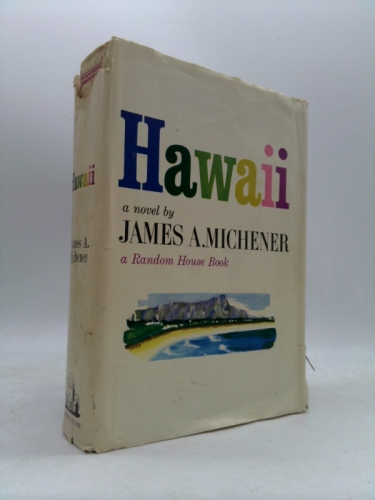 Hawaii
a novel by
JAMES A. MICHENER
a Random House Book
Hawaii
James A.
Michener